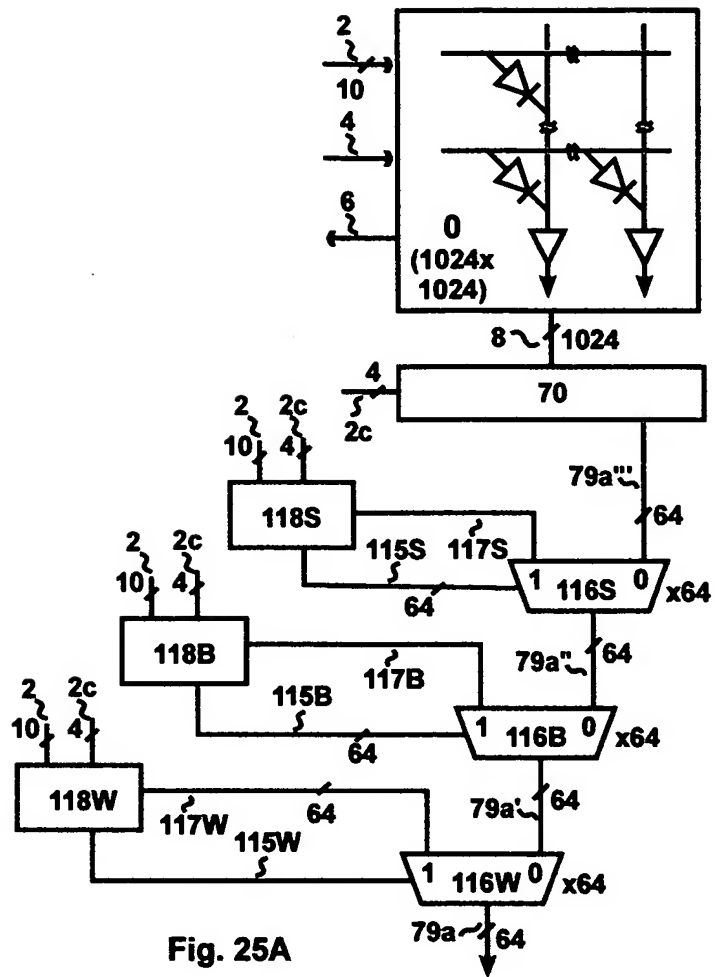 2
10
4
6
0
(1024x
1024)
8 1024
4
2c
70
2 2c
10 4
118S
79a'''
64
115S 117S
64
1 116S 0 x64
2 2c
10 4
118B
79a'' 64
115B 117B
64
1 116B 0 x64
2 2c
10 4
118W
117W 64
79a' 64
115W
1 116W 0 x64
79a 64
Fig. 25A